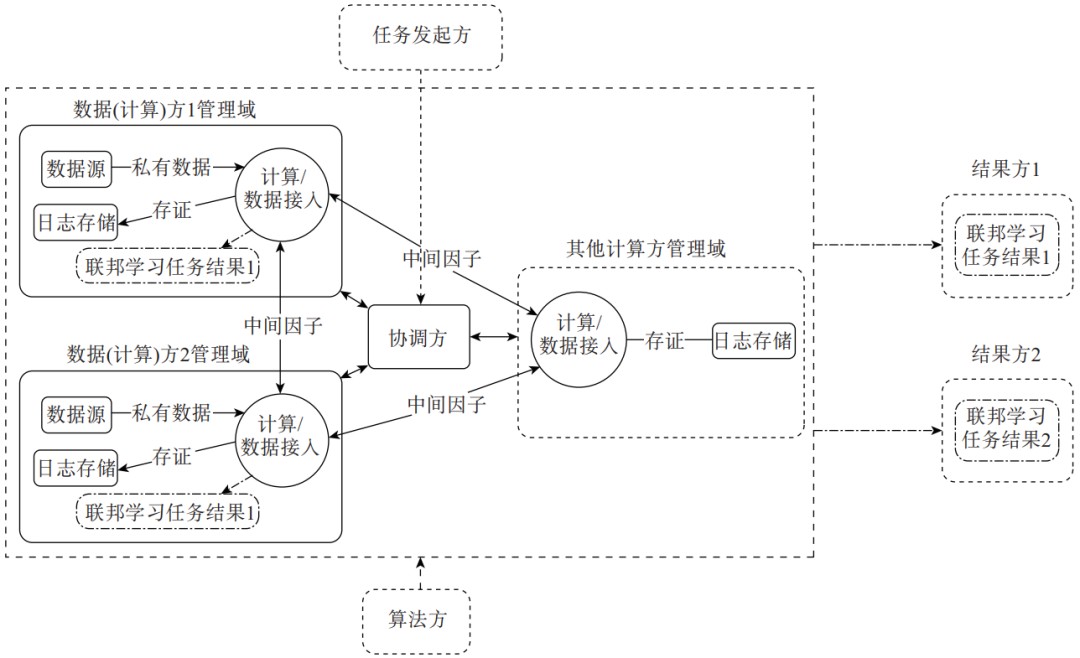 任务发起方
数据(计算)方1管理域
数据源
私有数据
计算/
数据接入
日志存储
存证
联邦学习任务结果1
中间因子
中间因子
数据(计算)方2管理域
数据源
私有数据
计算/
数据接入
日志存储
存证
联邦学习任务结果1
协调方
中间因子
其他计算方管理域
计算/
数据接入
存证
日志存储
结果方1
联邦学习
任务结果1
结果方2
联邦学习
任务结果2
算法方